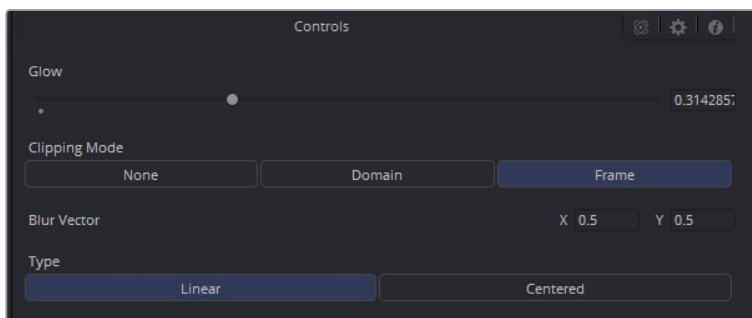 Controls
Glow
0.3142857
Clipping Mode
None Domain Frame
Blur Vector X 0.5 Y 0.5
Type
Linear Centered